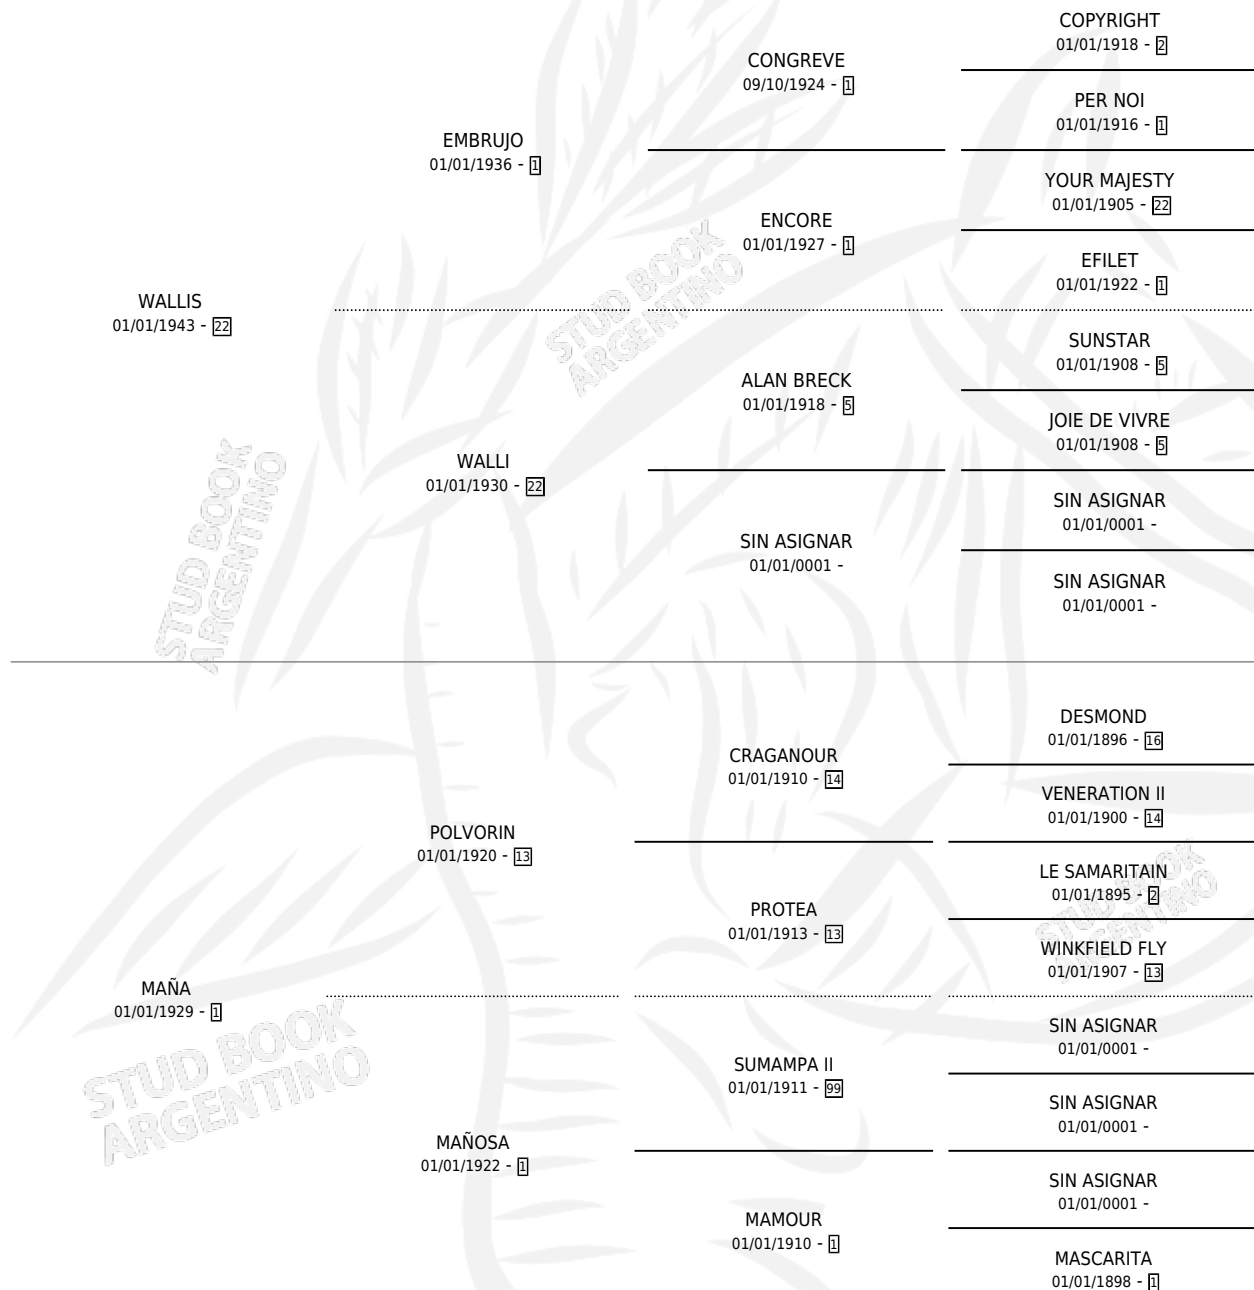 COPYRIGHT
01/01/1918 - 2
CONGREVE
09/10/1924 - 1
PER NOI
01/01/1916 - 1
EMBRUJO
01/01/1936 - 1
YOUR MAJESTY
01/01/1905 - 22
ENCORE
01/01/1927 - 1
EFILET
01/01/1922 - 1
WALLIS
01/01/1943 - 22
STUD BOOK
ARGENTINO
SUNSTAR
01/01/1908 - 5
ALAN BRECK
01/01/1918 - 5
JOIE DE VIVRE
01/01/1908 - 5
WALLI
01/01/1930 - 22
STUD BOOK
ARGENTINO
SIN ASIGNAR
01/01/0001 -
SIN ASIGNAR
01/01/0001 -
SIN ASIGNAR
01/01/0001 -
DESMOND
01/01/1896 - 16
CRAGANOUR
01/01/1910 - 14
VENERATION II
01/01/1900 - 14
POLVORIN
01/01/1920 - 13
LE SAMARITAIN
01/01/1895 - 2
STUD BOOK
ARGENTINO
PROTEA
01/01/1913 - 13
WINKFIELD FLY
01/01/1907 - 13
MAÑA
01/01/1929 - 1
STUD BOOK
ARGENTINO
SIN ASIGNAR
01/01/0001 -
SUMAMPA II
01/01/1911 - 99
SIN ASIGNAR
01/01/0001 -
MAÑOSA
01/01/1922 - 1
SIN ASIGNAR
01/01/0001 -
MAMOUR
01/01/1910 - 1
MASCARITA
01/01/1898 - 1